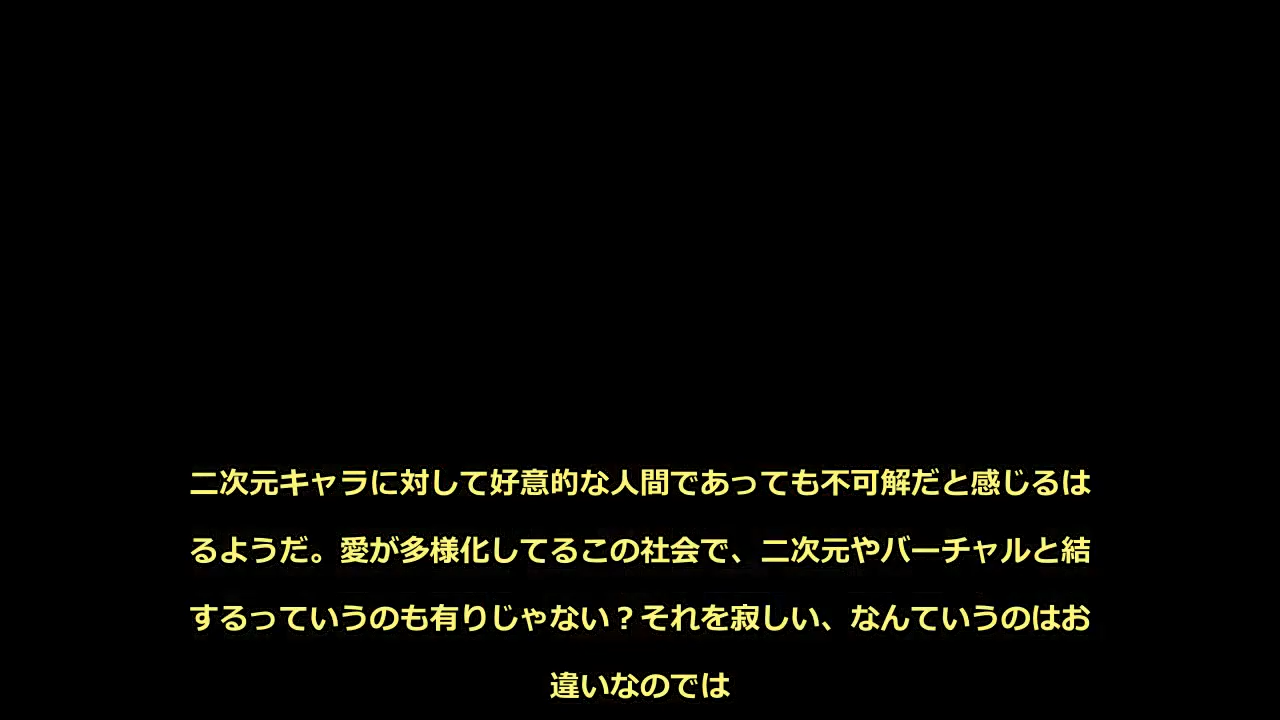 二次元キャラに対して好意的な人間であっても不可解だと感じるは
るようだ。愛が多様化してるこの社会で、二次元やバーチャルと結
するっていうのも有りじゃない？それを寂しい、なんていうのはお
違いなのでは